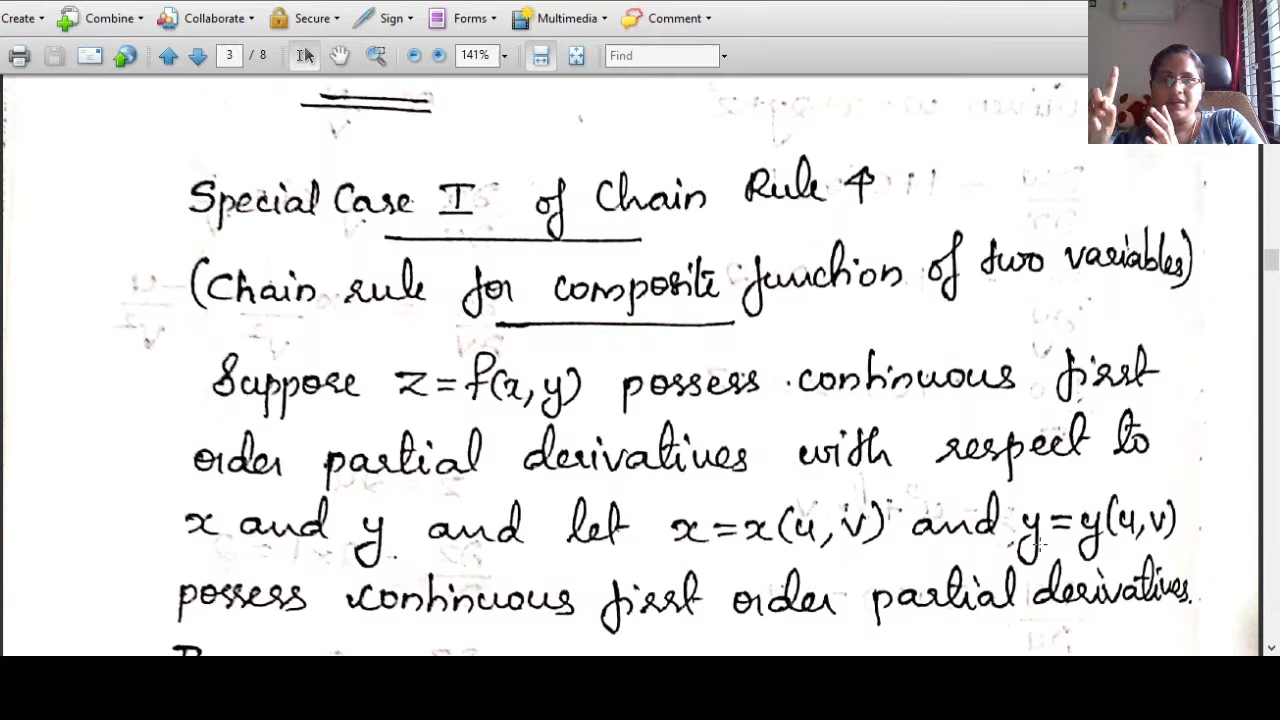 Create Combine Collaborate Secure Sign Forms Multimedia Comment
3 / 8 141% Find
Special Case I of Chain Rule
(Chain rule for composite function of two variables)
Suppose z = f(x, y) possess continuous first
order partial derivatives with respect to
x and y and let x = x(u, v) and y = y(u, v)
possess continuous first order partial derivatives.